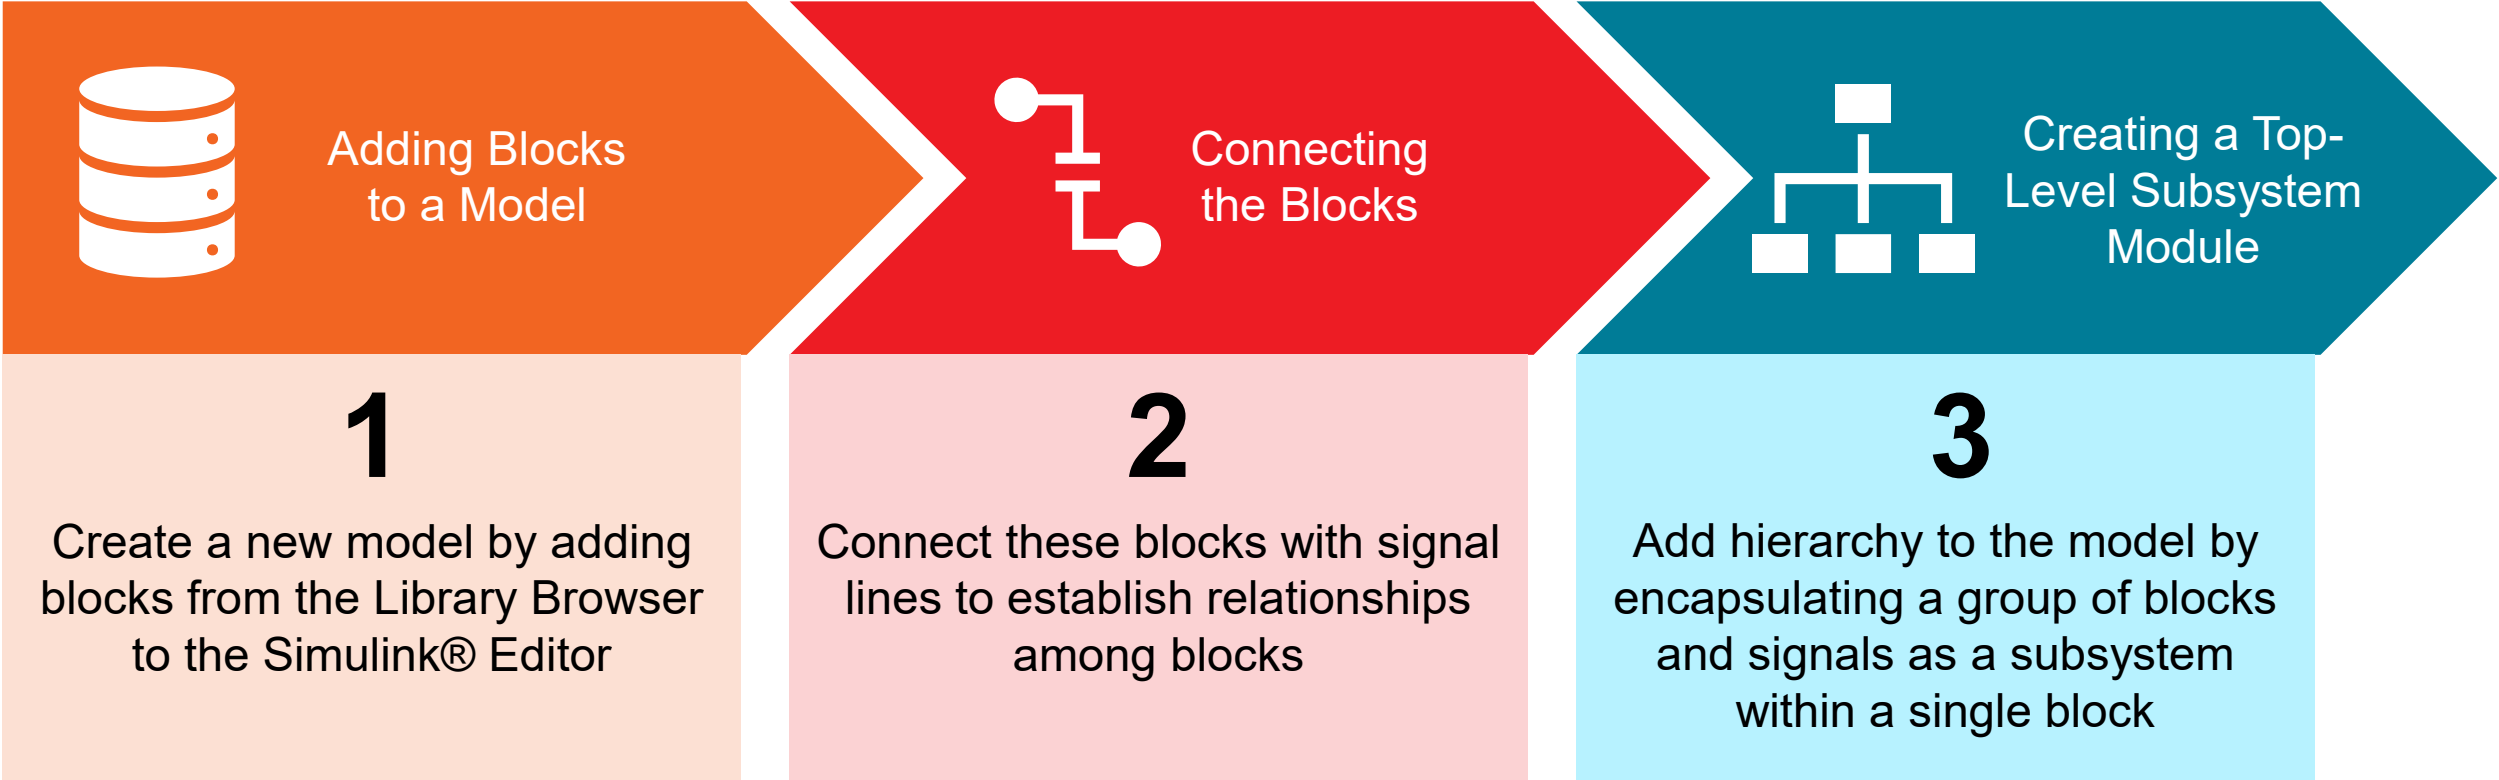 Adding Blocks
to a Model
Connecting
the Blocks
Creating a Top-
Level Subsystem
Module
1
Create a new model by adding
blocks from the Library Browser
to the Simulink® Editor
2
Connect these blocks with signal
lines to establish relationships
among blocks
3
Add hierarchy to the model by
encapsulating a group of blocks
and signals as a subsystem
within a single block